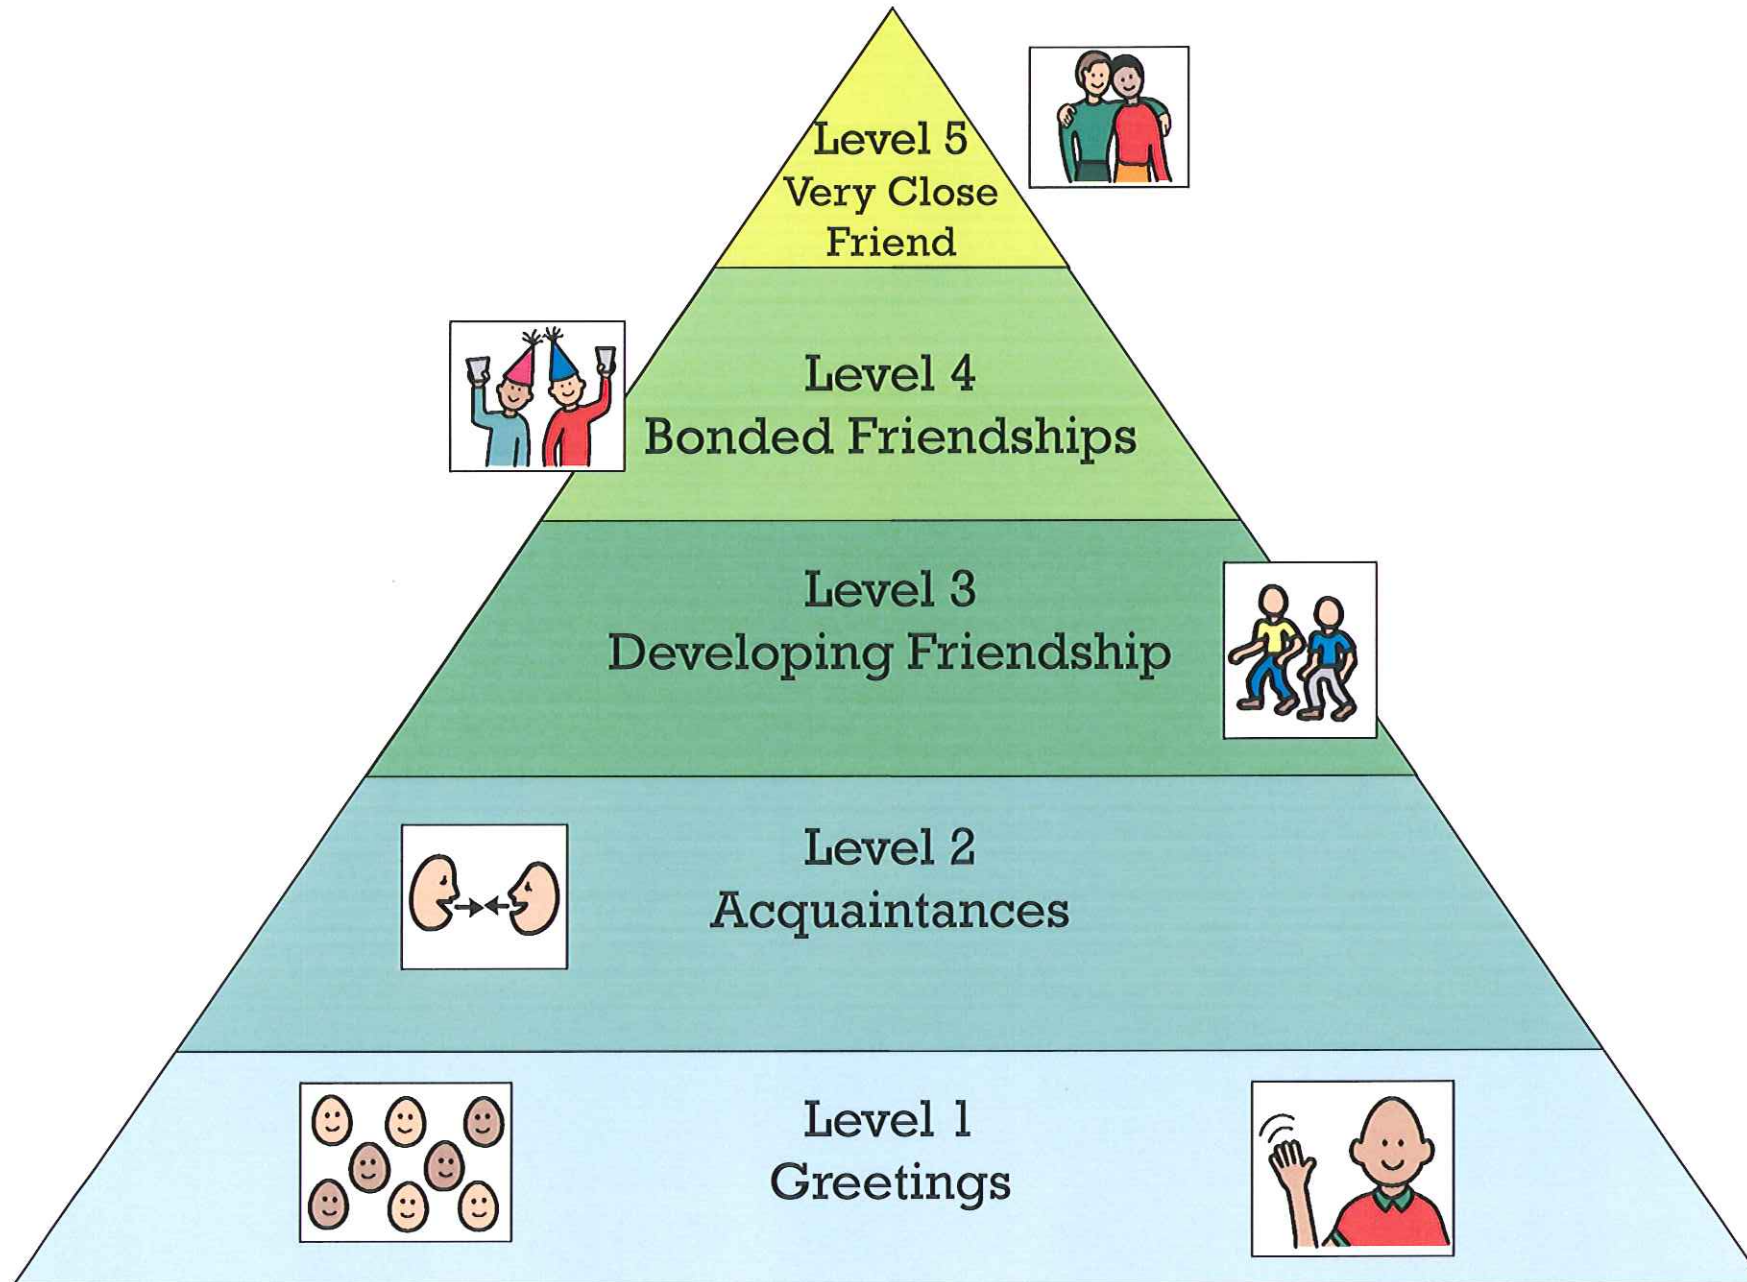 Level 5
Very Close
Friend
Level 4
Bonded Friendships
Level 3
Developing Friendship
Level 2
Acquaintances
Level 1
Greetings